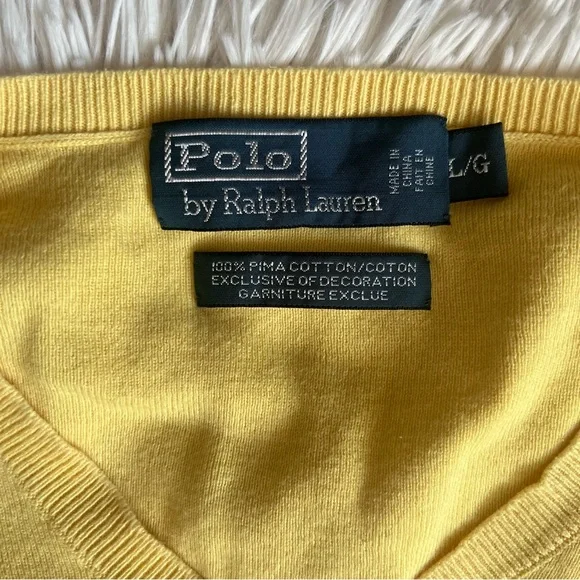 Polo
by Ralph Lauren
MADE IN
CHINA
FAIT EN
CHINE
L/G
100% PIMA COTTON/COTON
EXCLUSIVE OF DECORATION
GARNITURE EXCLUE